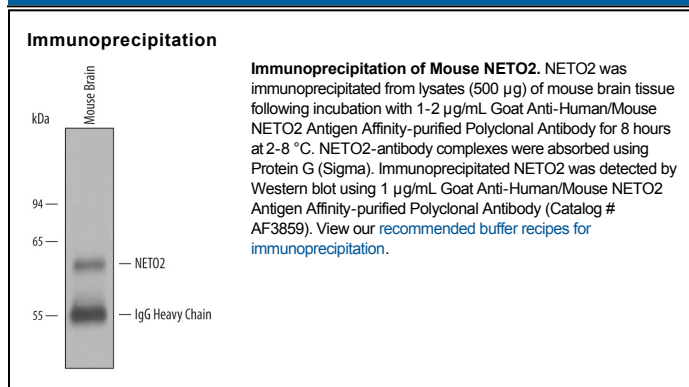 Immunoprecipitation
Mouse Brain
kDa
94
65
NETO2
55
IgG Heavy Chain
Immunoprecipitation of Mouse NETO2. NETO2 was
immunoprecipitated from lysates (500 µg) of mouse brain tissue
following incubation with 1-2 µg/mL Goat Anti-Human/Mouse
NETO2 Antigen Affinity-purified Polyclonal Antibody for 8 hours
at 2-8 °C. NETO2-antibody complexes were absorbed using
Protein G (Sigma). Immunoprecipitated NETO2 was detected by
Western blot using 1 µg/mL Goat Anti-Human/Mouse NETO2
Antigen Affinity-purified Polyclonal Antibody (Catalog #
AF3859). View our recommended buffer recipes for
immunoprecipitation.